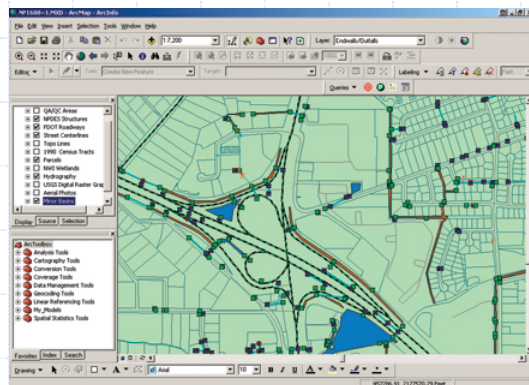 NP1680~1.MXD - ArcMap - ArcInfo
File Edit View Insert Selection Tools Window Help
1:7,200 Layer: Endwalls/Outfalls
Editor Task: Create New Feature Target: Labeling Fast
Queries
QA/QC Areas
NPDES Structures
FDOT Roadways
Street Centerlines
Topo Lines
1990 Census Tracts
Parcels
NWI Wetlands
Hydrography
USGS Digital Raster Grap
Aerial Photos
Minor Basins
Display Source Selection
ArcToolbox
Analysis Tools
Cartography Tools
Conversion Tools
Coverage Tools
Data Management Tools
Geocoding Tools
Linear Referencing Tools
My_Models
Spatial Statistics Tools
Favorites Index Search
Drawing A Arial 10 B I U A